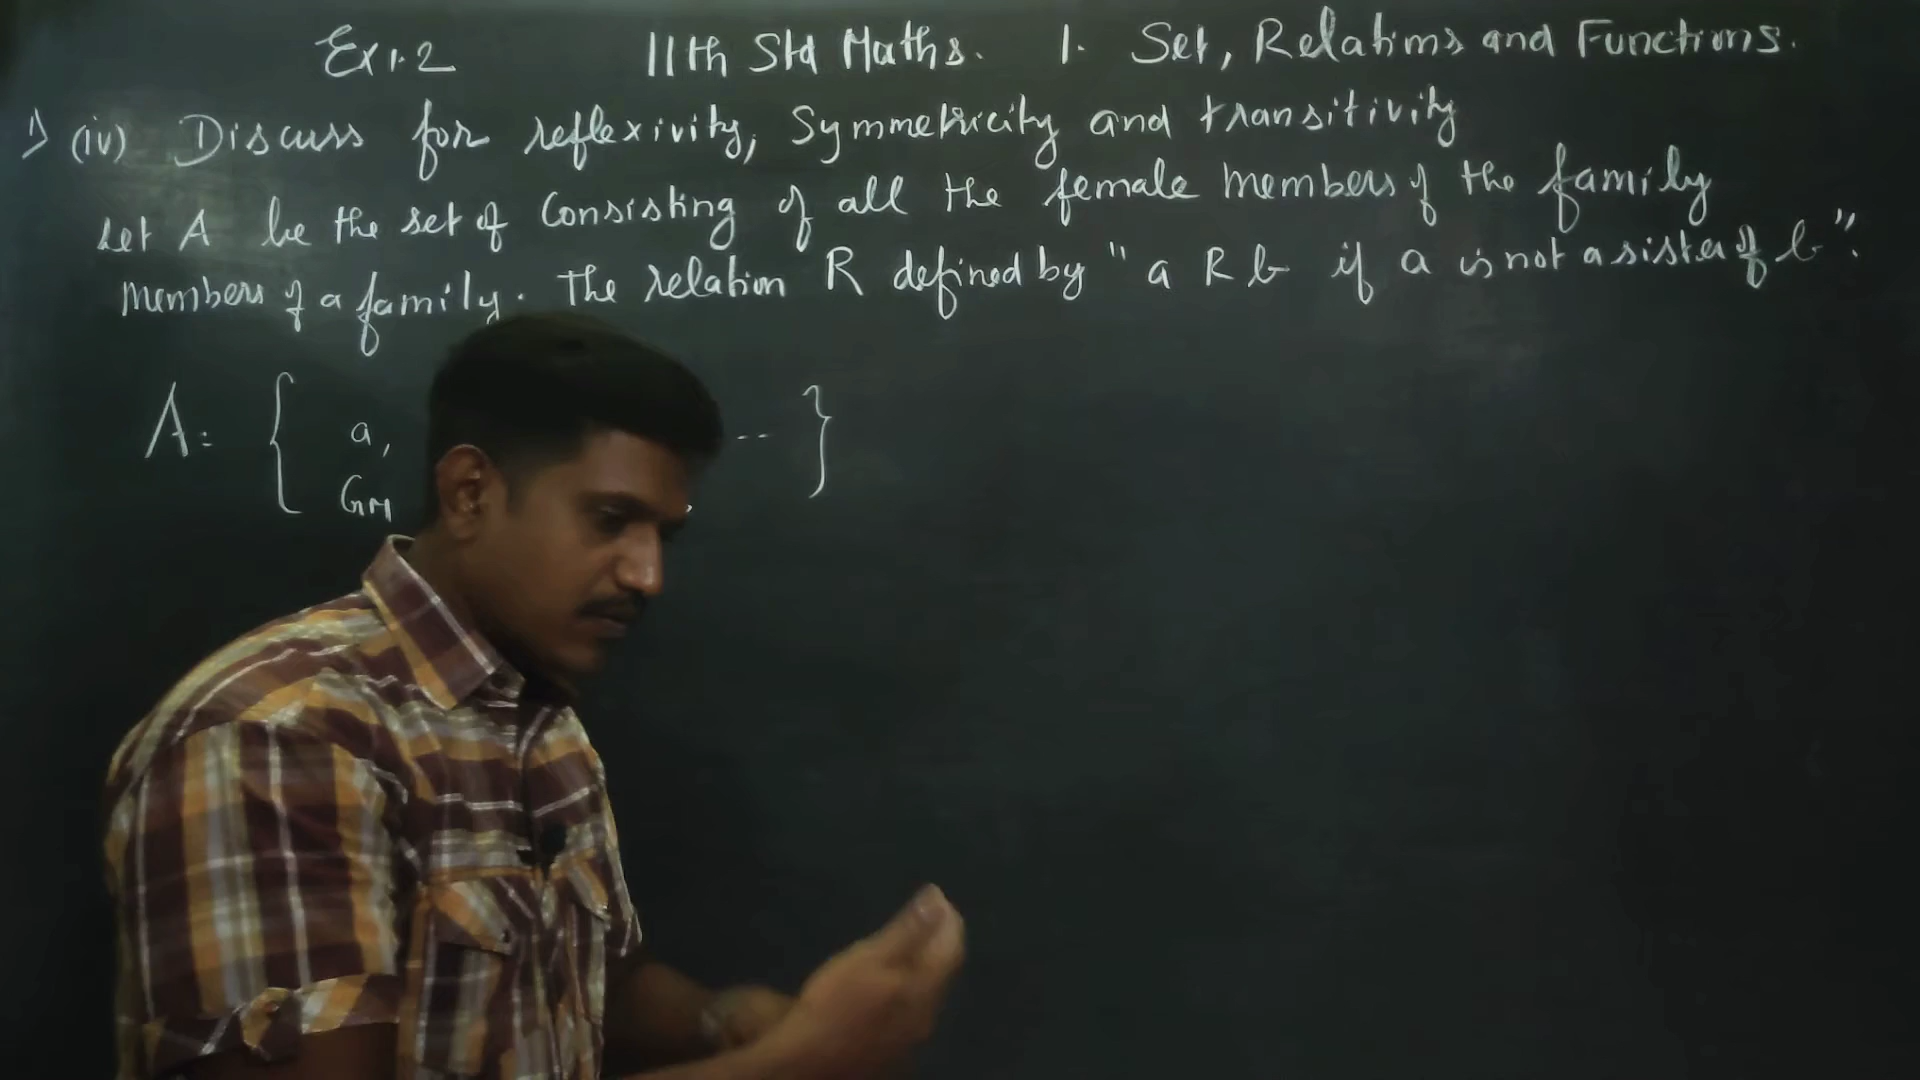 Ex 1.2 11th Std Maths. 1. Set, Relations and Functions.
1) (iv) Discuss for reflexivity, Symmetricity and transitivity
Let A be the set of Consisting of all the female members of the family
members of a family. The relation R defined by "a R b if a is not a sister of b".
A = { a, -- }
GM ,